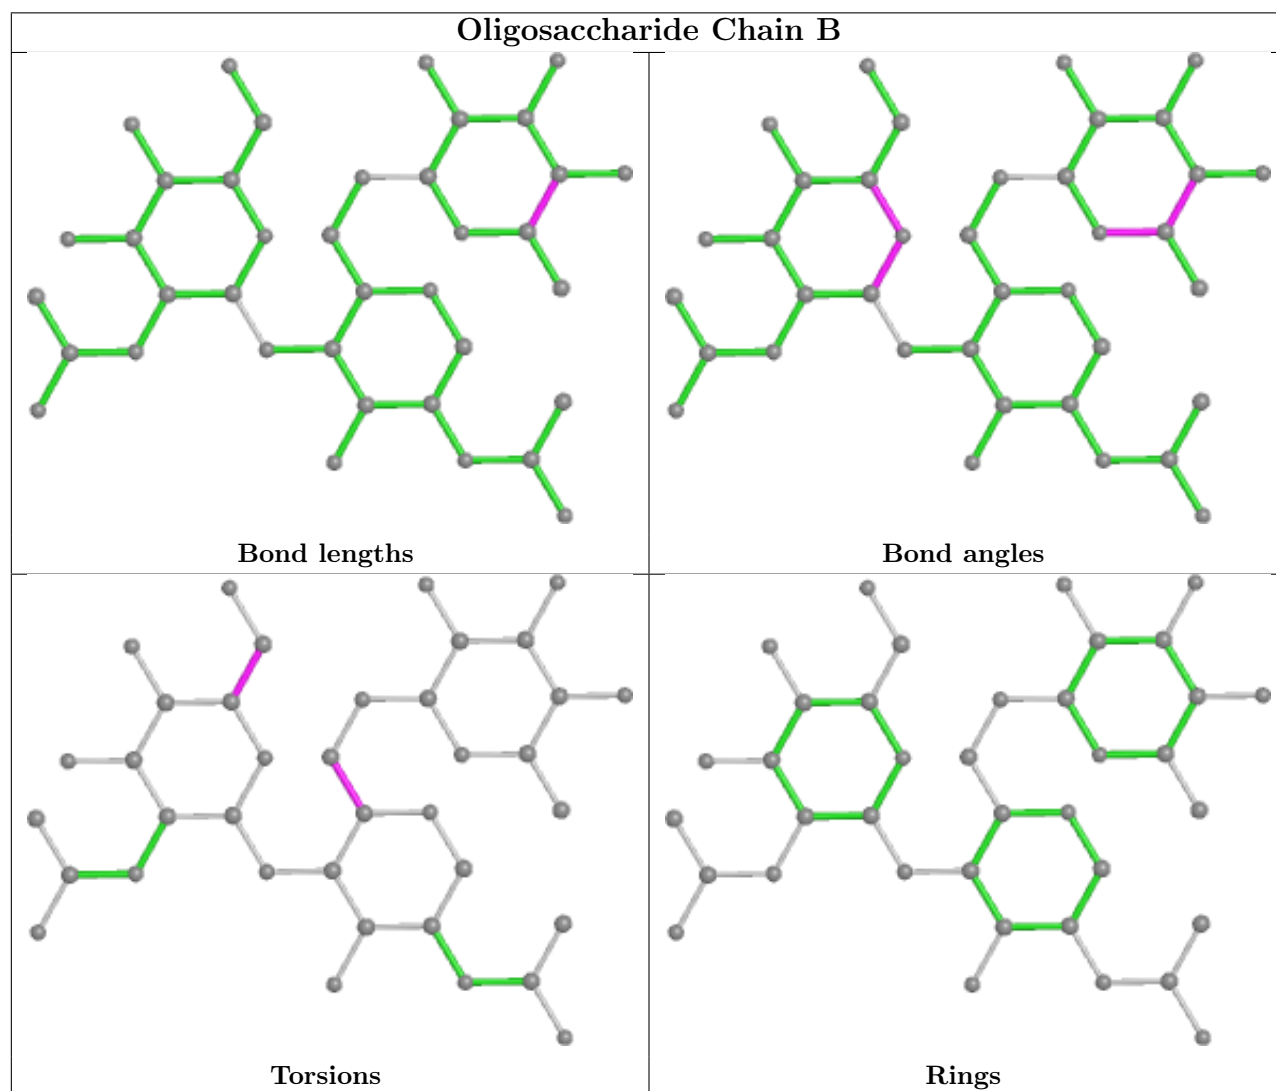 Oligosaccharide Chain B
Bond lengths
Bond angles
Torsions
Rings